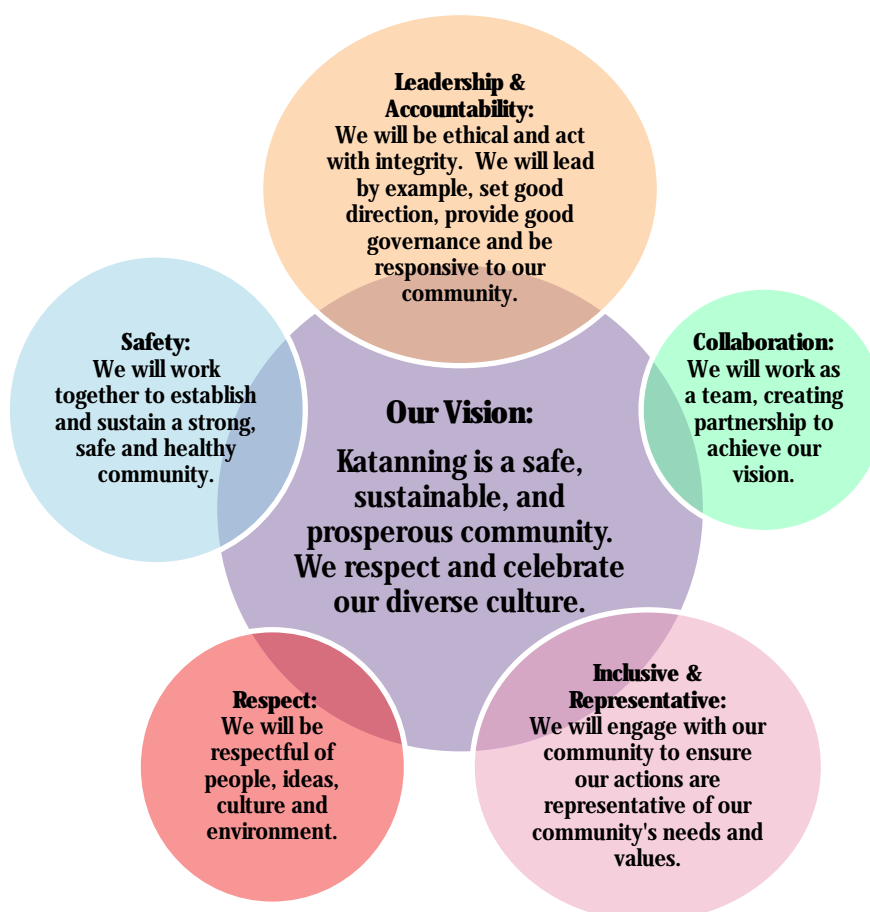 Leadership &
Accountability:
We will be ethical and act
with integrity.  We will lead
by example, set good
direction, provide good
governance and be
responsive to our
community.
Safety:
We will work
together to establish
and sustain a strong,
safe and healthy
community.
Collaboration:
We will work as
a team, creating
partnership to
achieve our
vision.
Our Vision:
Katanning is a safe,
sustainable, and
prosperous community.
We respect and celebrate
our diverse culture.
Respect:
We will be
respectful of
people, ideas,
culture and
environment.
Inclusive &
Representative:
We will engage with our
community to ensure
our actions are
representative of our
community's needs and
values.